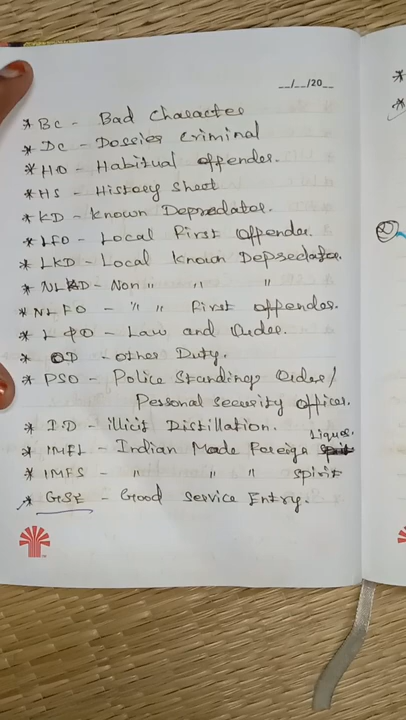 __/__/20__
* BC - Bad Character
* DC - Dossier Criminal
* HO - Habitual offender.
* HS - History Sheet
* KD - Known Depredator.
* LFO - Local First Offender.
* LKD - Local Known Depredator.
* NLKD - Non " " "
* NLFO - " " First offender.
* L&O - Law and Order.
* OD - other Duty.
* PSO - Police Standing Order/
Personal security officer.
* I.D - illicit Distillation.
* IMFL - Indian Made Foreign Liquor.
* IMFS - " " " Spirit
* GSE - Good Service Entry.